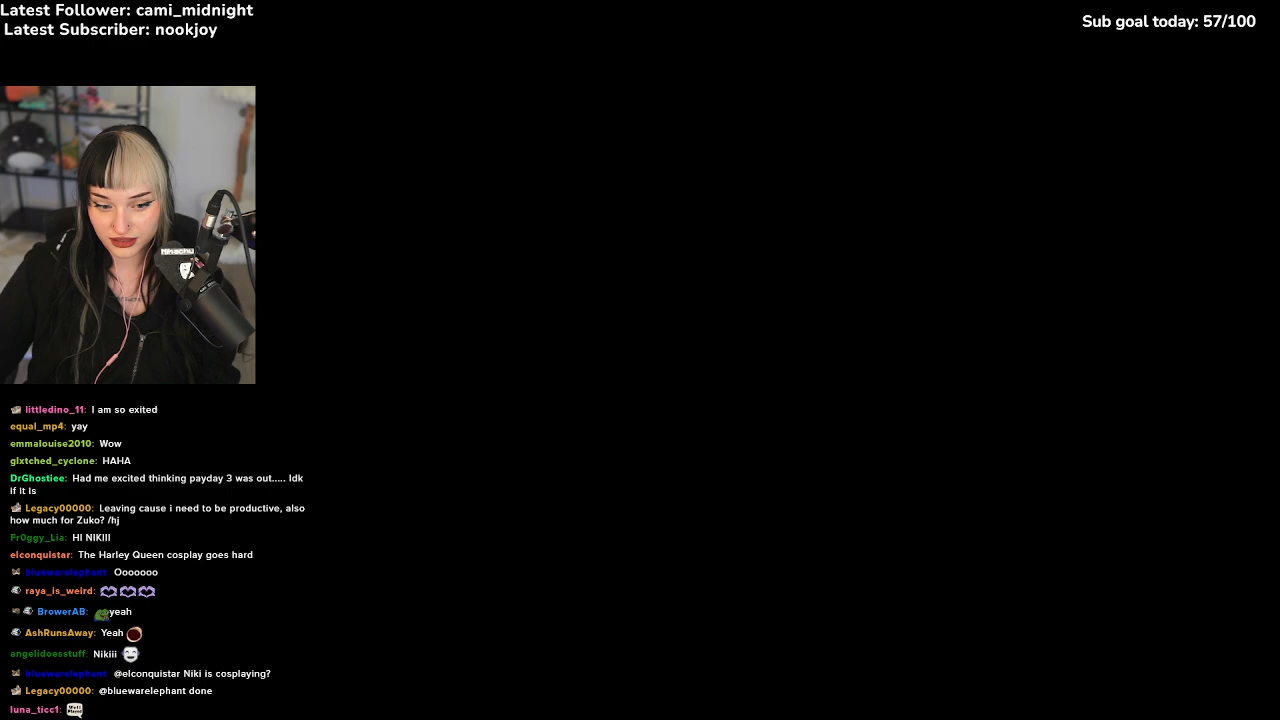 Latest Follower: cami_midnight
Latest Subscriber: nookjoy
Sub goal today: 57/100
Nikachu
littledino_11: I am so exited
equal_mp4: yay
emmalouise2010: Wow
glxtched_cyclone: HAHA
DrGhostiee: Had me excited thinking payday 3 was out..... Idk
if it is
Legacy00000: Leaving cause i need to be productive, also
how much for Zuko? /hj
Fr0ggy_Lia: HI NIKIII
elconquistar: The Harley Queen cosplay goes hard
bluewarelephant Ooooooo
raya_is_weird:
BrowerAB: yeah
AshRunsAway: Yeah
angelidoesstuff: Nikiii
bluewarelephant @elconquistar Niki is cosplaying?
Legacy00000: @bluewarelephant done
luna_ticc1: